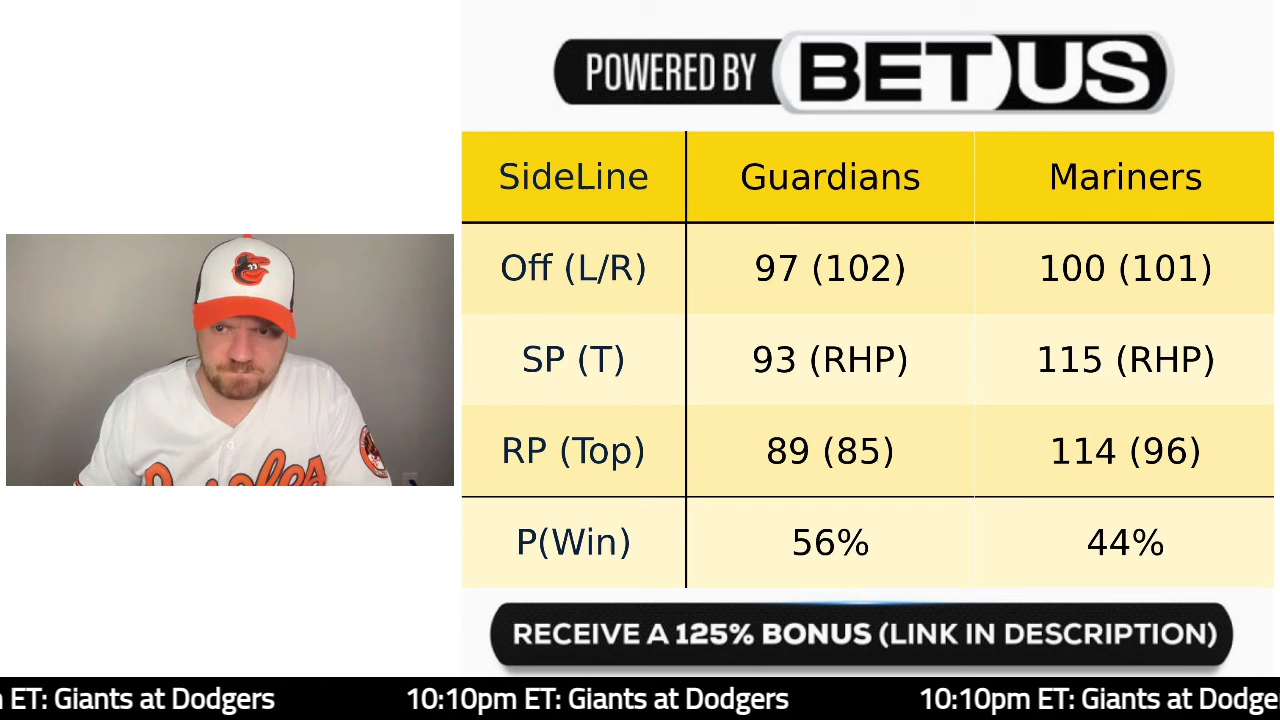 POWERED BY BET US
SideLine Guardians Mariners
Off (L/R) 97 (102) 100 (101)
SP (T) 93 (RHP) 115 (RHP)
RP (Top) 89 (85) 114 (96)
P(Win) 56% 44%
RECEIVE A 125% BONUS (LINK IN DESCRIPTION)
ET: Giants at Dodgers 10:10pm ET: Giants at Dodgers 10:10pm ET: Giants at Dodge